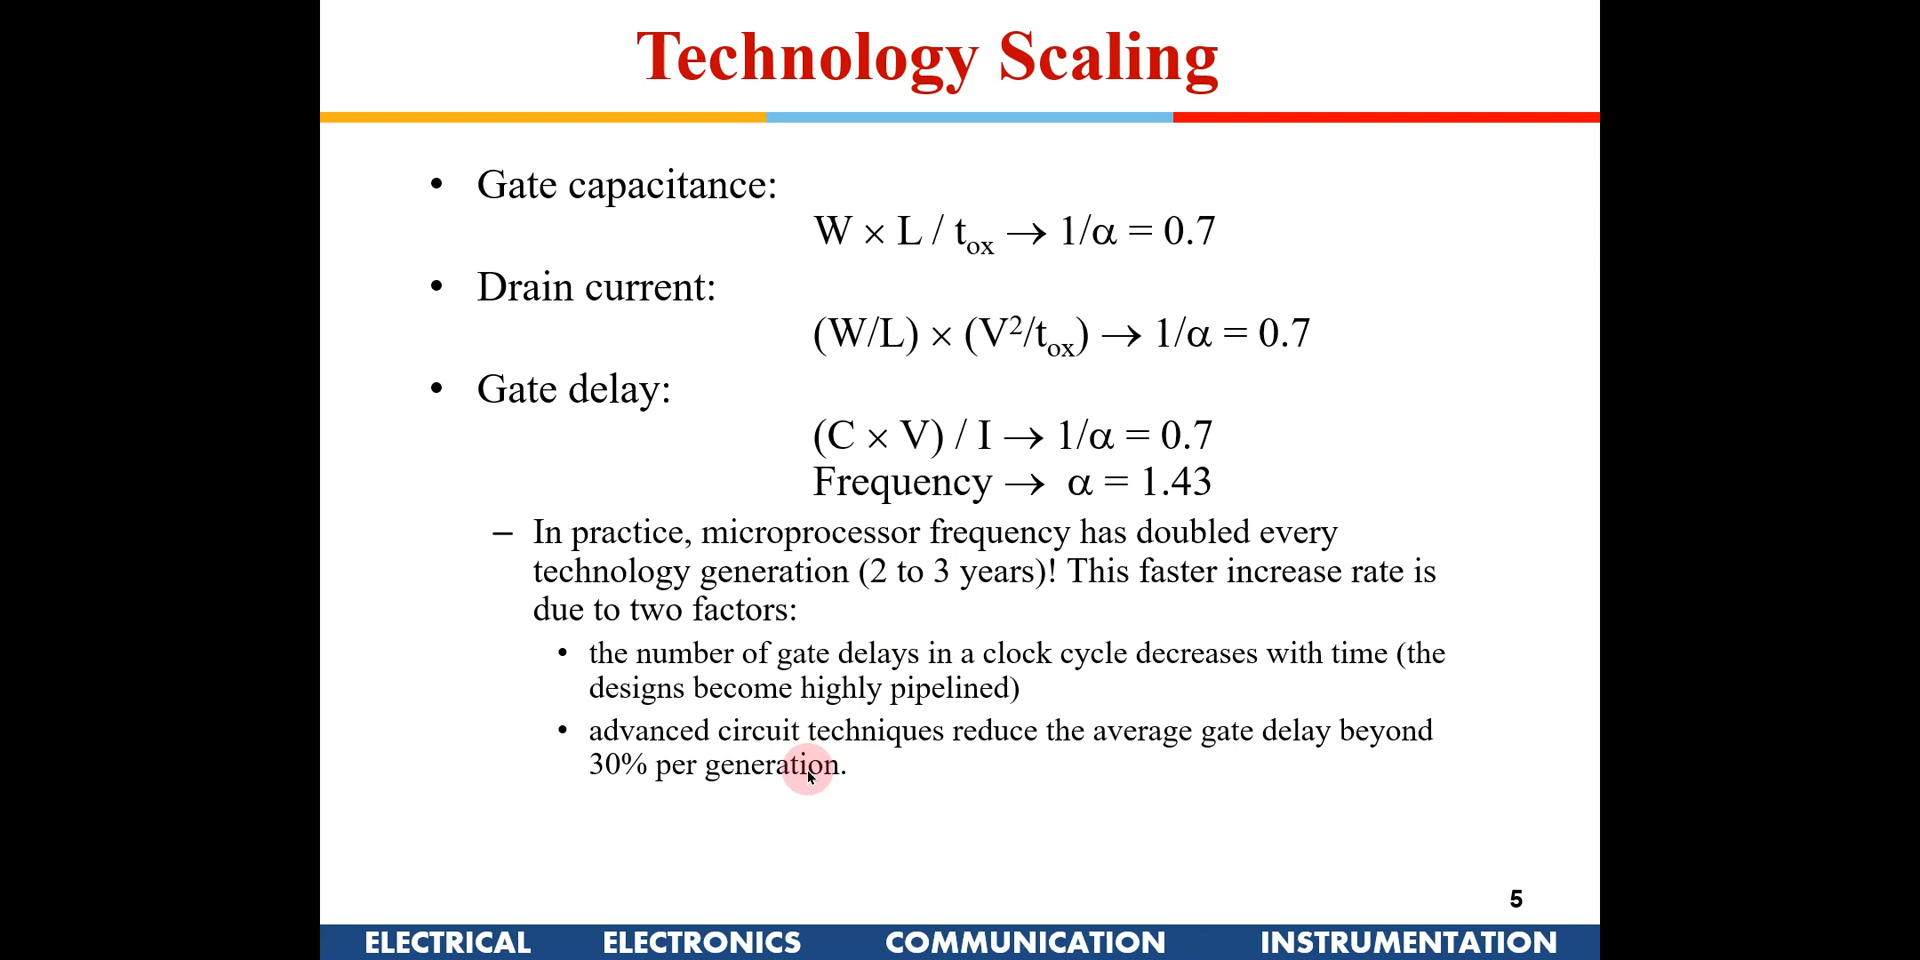 Technology Scaling
• Gate capacitance:
W × L / tox → 1/α = 0.7
• Drain current:
(W/L) × (V²/tox) → 1/α = 0.7
• Gate delay:
(C × V) / I → 1/α = 0.7
Frequency → α = 1.43
– In practice, microprocessor frequency has doubled every
technology generation (2 to 3 years)! This faster increase rate is
due to two factors:
• the number of gate delays in a clock cycle decreases with time (the
designs become highly pipelined)
• advanced circuit techniques reduce the average gate delay beyond
30% per generation.
5
ELECTRICAL ELECTRONICS COMMUNICATION INSTRUMENTATION